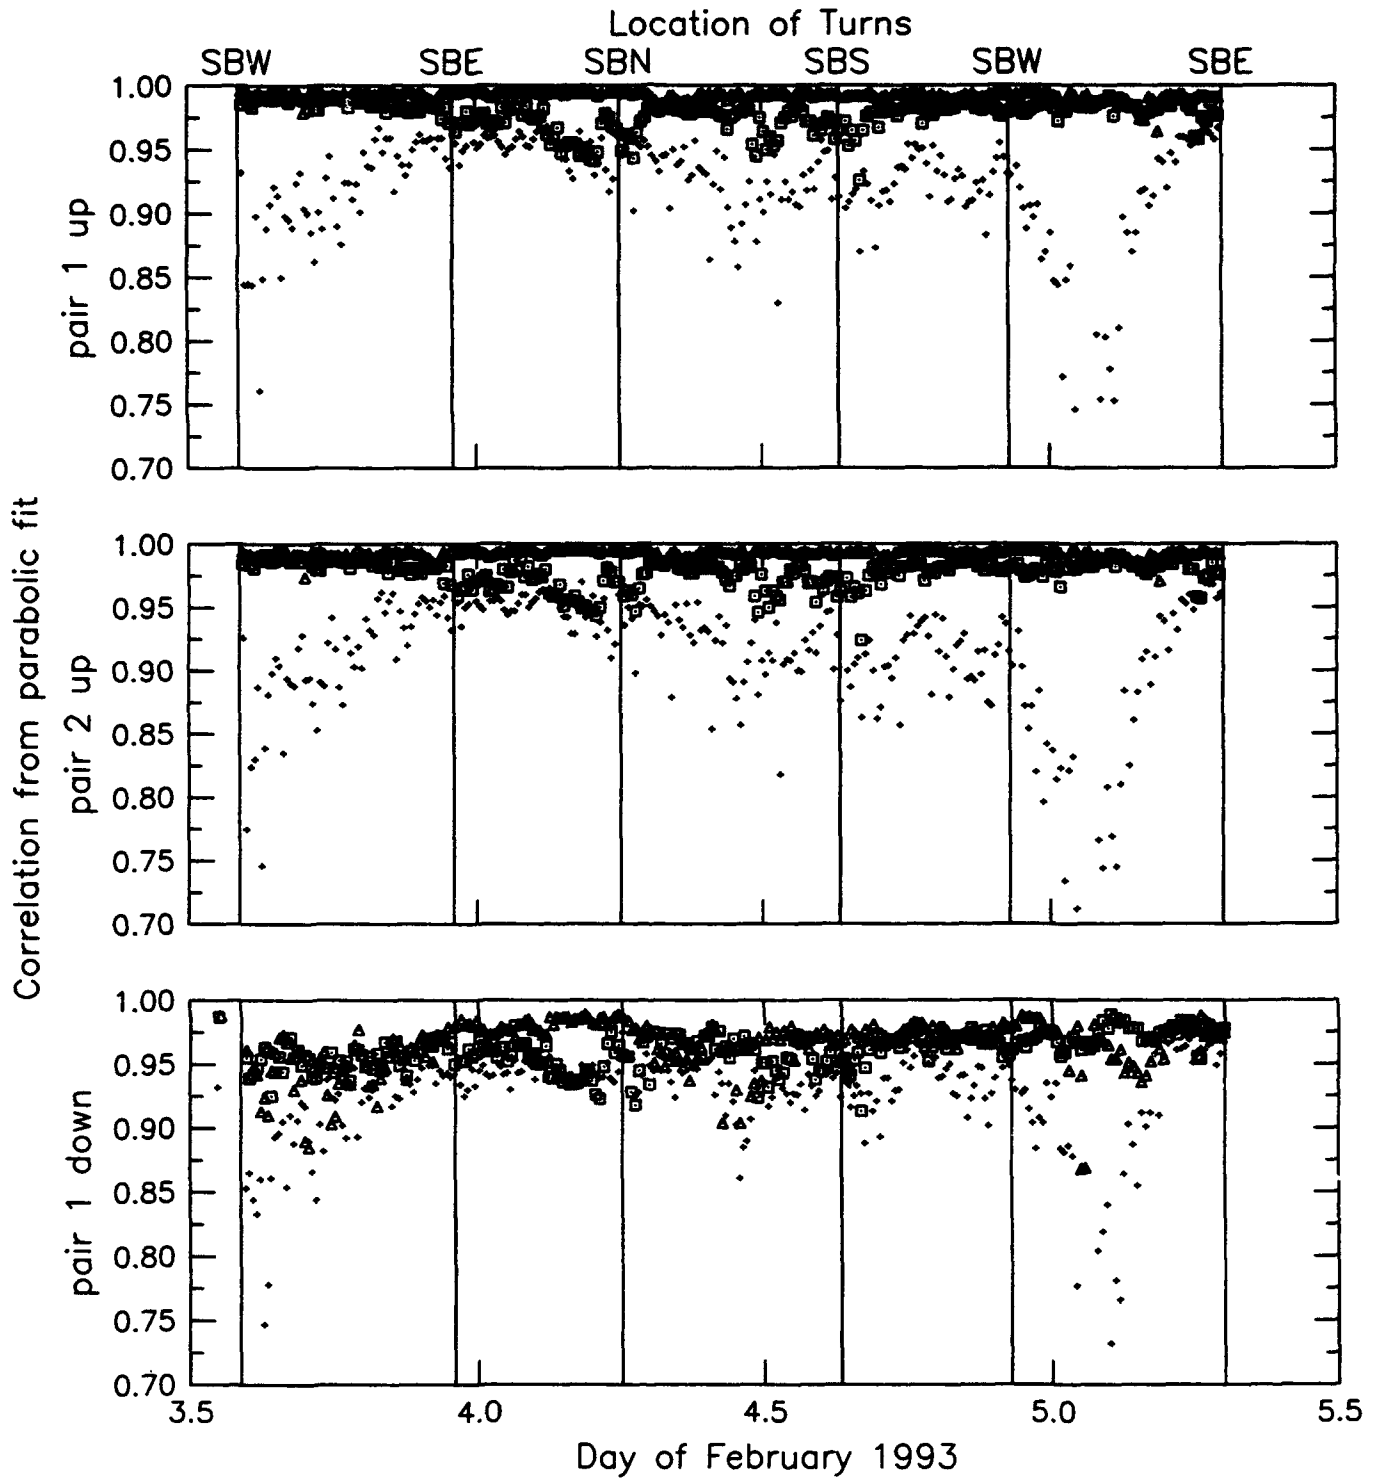 Location of Turns
SBW SBE SBN SBS SBW SBE
1.00
0.95
0.90
0.85
0.80
0.75
0.70
pair 1 up
1.00
0.95
0.90
0.85
0.80
0.75
0.70
Correlation from parabolic fit
pair 2 up
1.00
0.95
0.90
0.85
0.80
0.75
0.70
pair 1 down
3.5 4.0 4.5 5.0 5.5
Day of February 1993